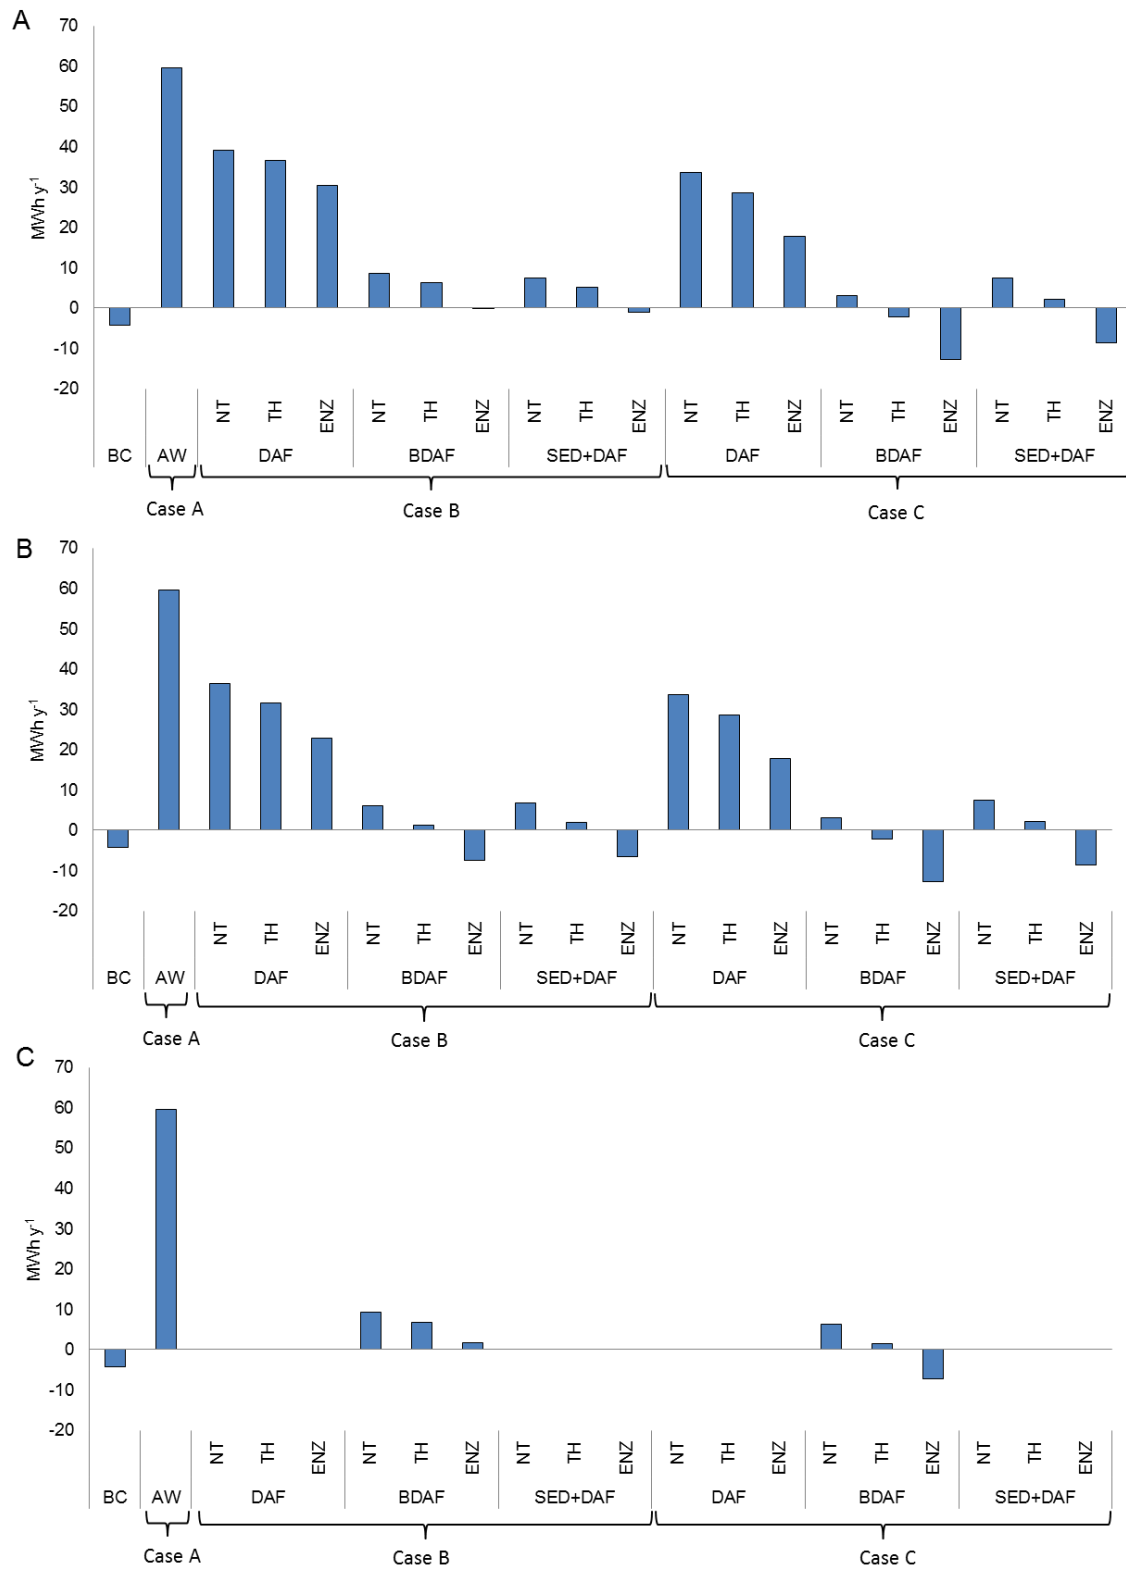 A
70
60
50
40
30
20
10
0
-10
-20
MWh y-1
NT TH ENZ NT TH ENZ NT TH ENZ NT TH ENZ NT TH ENZ NT TH ENZ
BC AW DAF BDAF SED+DAF DAF BDAF SED+DAF
Case A Case B Case C
B
70
60
50
40
30
20
10
0
-10
-20
MWh y-1
NT TH ENZ NT TH ENZ NT TH ENZ NT TH ENZ NT TH ENZ NT TH ENZ
BC AW DAF BDAF SED+DAF DAF BDAF SED+DAF
Case A Case B Case C
C
70
60
50
40
30
20
10
0
-10
-20
MWh y-1
NT TH ENZ NT TH ENZ NT TH ENZ NT TH ENZ NT TH ENZ NT TH ENZ
BC AW DAF BDAF SED+DAF DAF BDAF SED+DAF
Case A Case B Case C